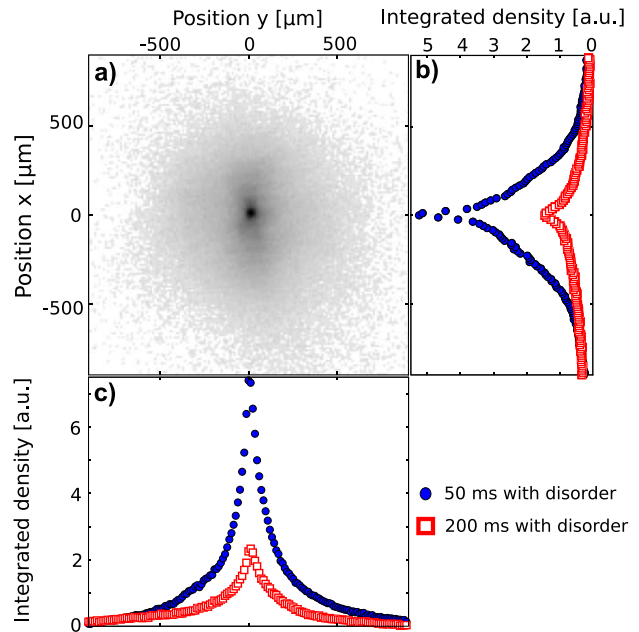 Position y [µm]
-500 0 500
Integrated density [a.u.]
5 4 3 2 1 0
a)
b)
Position x [µm]
500
0
-500
c)
Integrated density [a.u.]
6
4
2
0
50 ms with disorder
200 ms with disorder